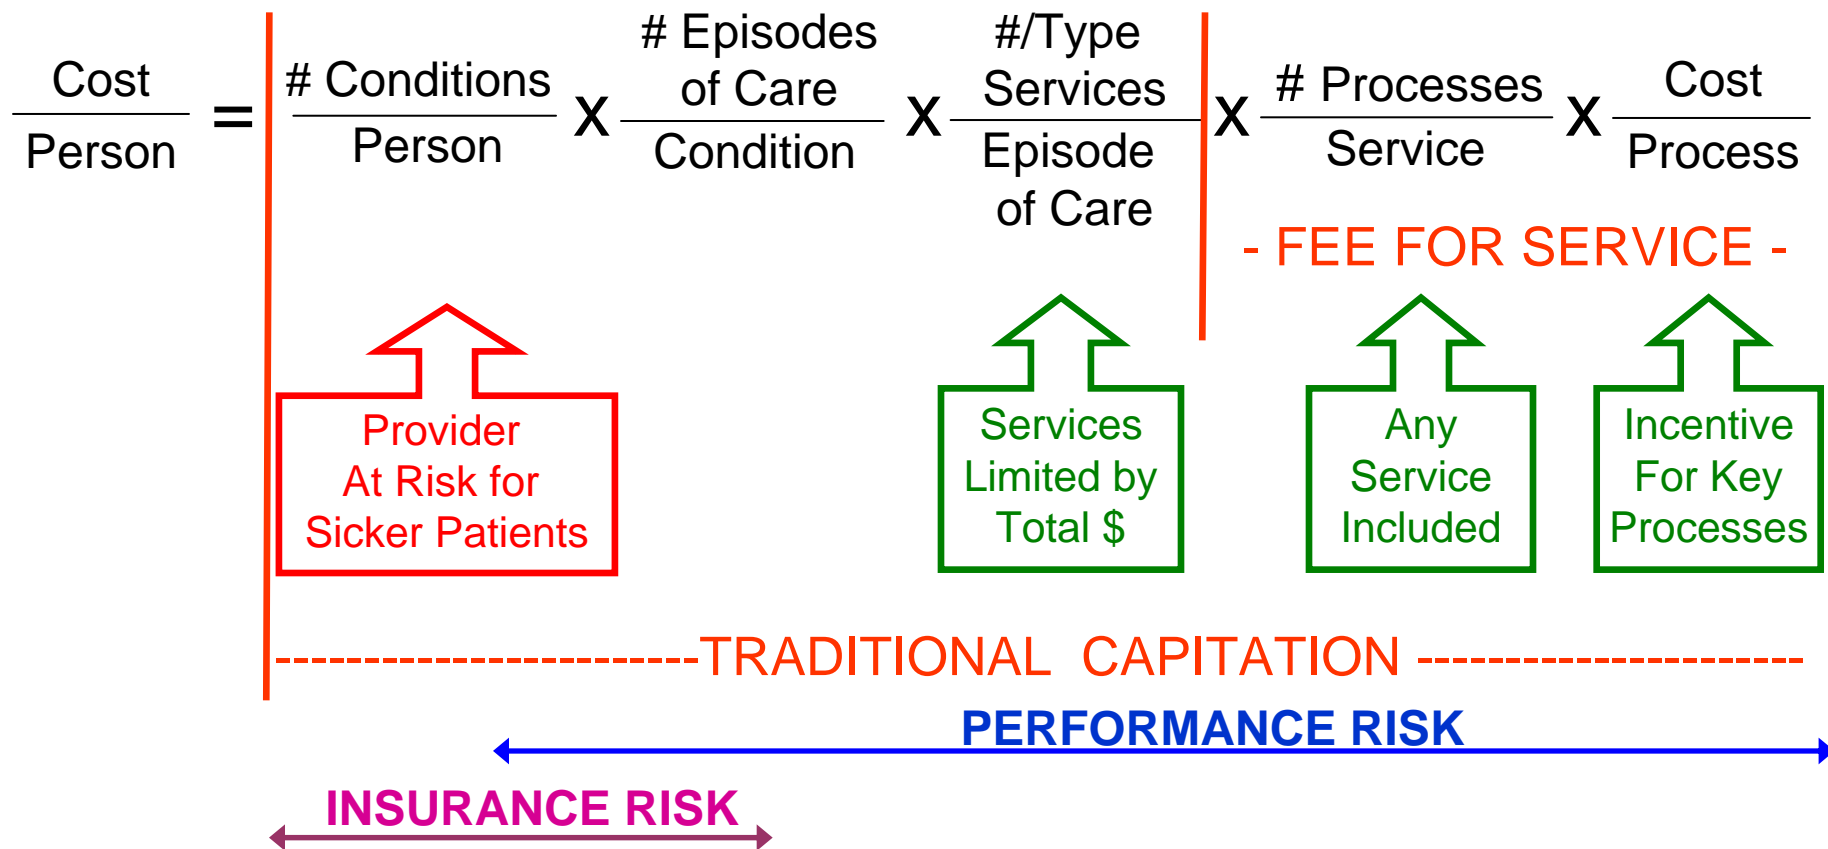 Cost
Person
=
# Conditions
Person
x
# Episodes
of Care
Condition
x
#/Type
Services
Episode
of Care
x
# Processes
Service
x
Cost
Process
- FEE FOR SERVICE -
Provider
At Risk for
Sicker Patients
Services
Limited by
Total $
Any
Service
Included
Incentive
For Key
Processes
-----------------------TRADITIONAL CAPITATION ---------------------
PERFORMANCE RISK
INSURANCE RISK